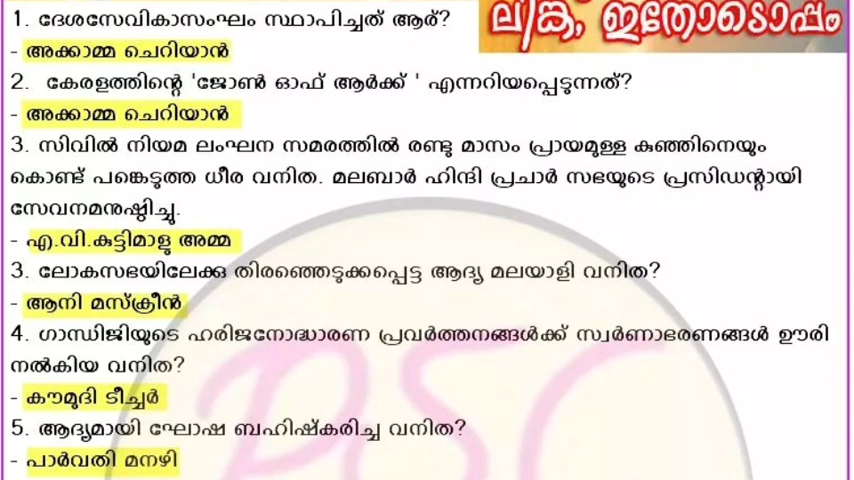 ലിങ്ക്, ഇതോടൊപ്പം
1. ദേശസേവികാസംഘം സ്ഥാപിച്ചത് ആര്?
- അക്കാമ്മ ചെറിയാൻ
2. കേരളത്തിന്റെ 'ജോൺ ഓഫ് ആർക്ക് ' എന്നറിയപ്പെടുന്നത്?
- അക്കാമ്മ ചെറിയാൻ
3. സിവിൽ നിയമ ലംഘന സമരത്തിൽ രണ്ടു മാസം പ്രായമുള്ള കുഞ്ഞിനെയും
കൊണ്ട് പങ്കെടുത്ത ധീര വനിത. മലബാർ ഹിന്ദി പ്രചാർ സഭയുടെ പ്രസിഡന്റായി
സേവനമനുഷ്ഠിച്ചു.
- എ.വി.കുട്ടിമാളു അമ്മ
3. ലോകസഭയിലേക്കു തിരഞ്ഞെടുക്കപ്പെട്ട ആദ്യ മലയാളി വനിത?
- ആനി മസ്ക്രീൻ
4. ഗാന്ധിജിയുടെ ഹരിജനോദ്ധാരണ പ്രവർത്തനങ്ങൾക്ക് സ്വർണാഭരണങ്ങൾ ഊരി
നൽകിയ വനിത?
- കൗമുദി ടീച്ചർ
5. ആദ്യമായി ഘോഷ ബഹിഷ്കരിച്ച വനിത?
- പാർവതി മനഴി
PSC